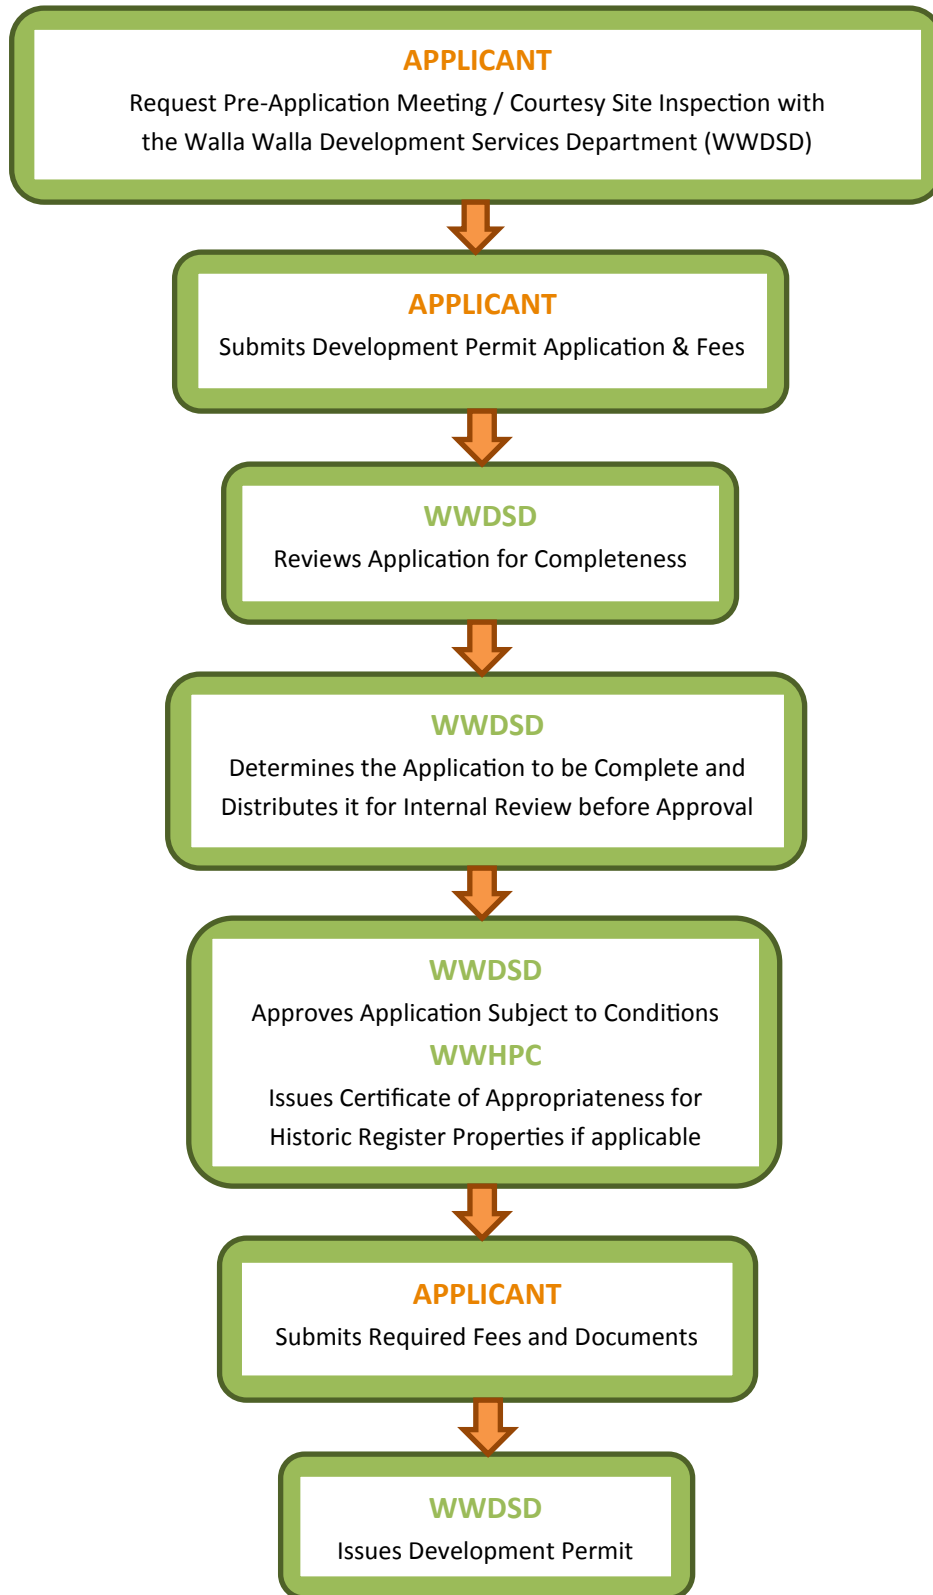 APPLICANT
Request Pre-Application Meeting / Courtesy Site Inspection with
the Walla Walla Development Services Department (WWDSD)
APPLICANT
Submits Development Permit Application & Fees
WWDSD
Reviews Application for Completeness
WWDSD
Determines the Application to be Complete and
Distributes it for Internal Review before Approval
WWDSD
Approves Application Subject to Conditions
WWHPC
Issues Certificate of Appropriateness for
Historic Register Properties if applicable
APPLICANT
Submits Required Fees and Documents
WWDSD
Issues Development Permit